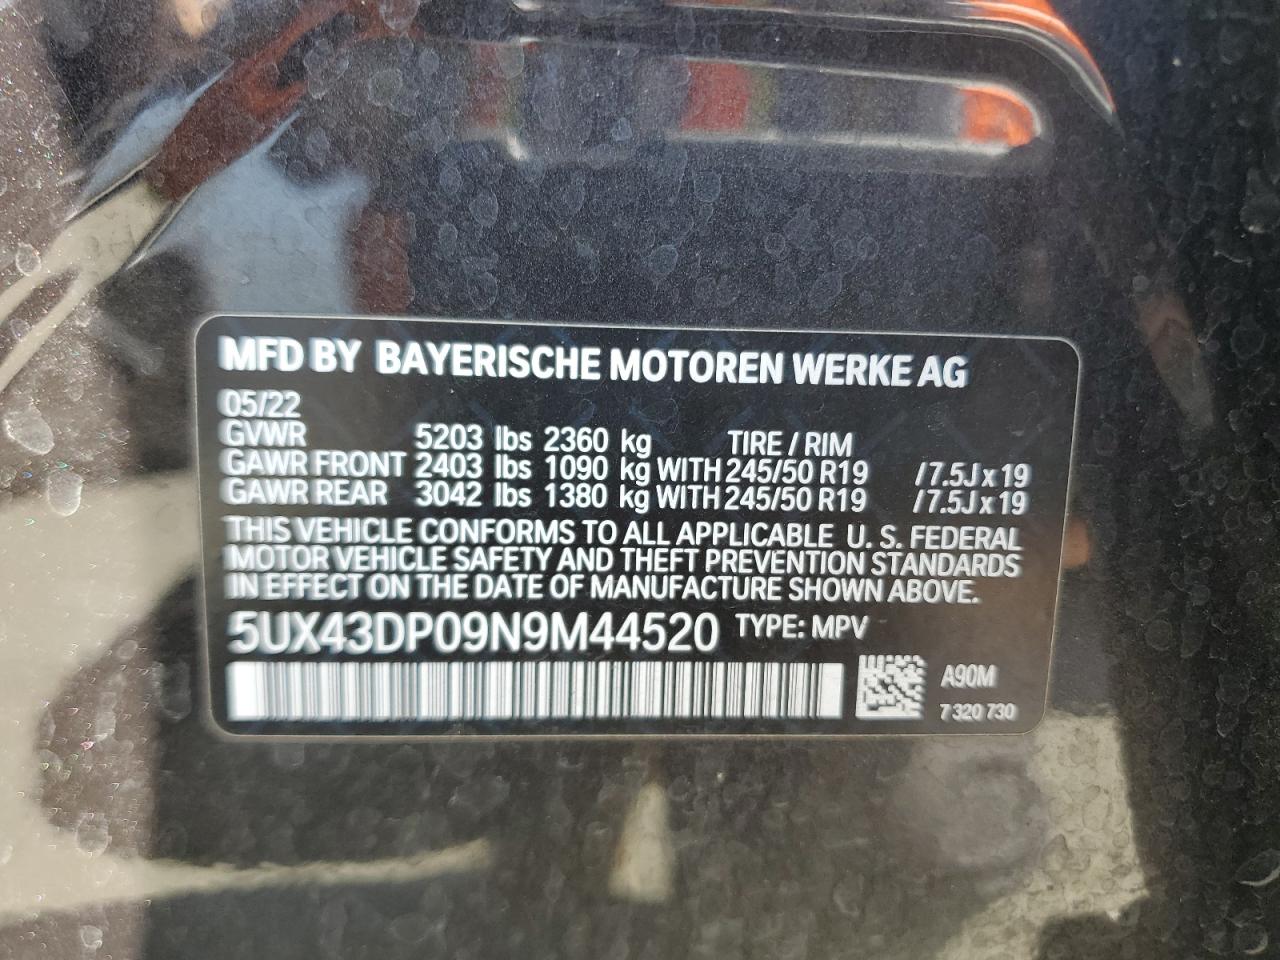 MFD BY BAYERISCHE MOTOREN WERKE AG
05/22
GVWR 5203 lbs 2360 kg TIRE / RIM
GAWR FRONT 2403 lbs 1090 kg WITH 245/50 R19 /7.5J x 19
GAWR REAR 3042 lbs 1380 kg WITH 245/50 R19 /7.5J x 19
THIS VEHICLE CONFORMS TO ALL APPLICABLE U. S. FEDERAL
MOTOR VEHICLE SAFETY AND THEFT PREVENTION STANDARDS
IN EFFECT ON THE DATE OF MANUFACTURE SHOWN ABOVE.
5UX43DP09N9M44520 TYPE: MPV
A90M
7 320 730